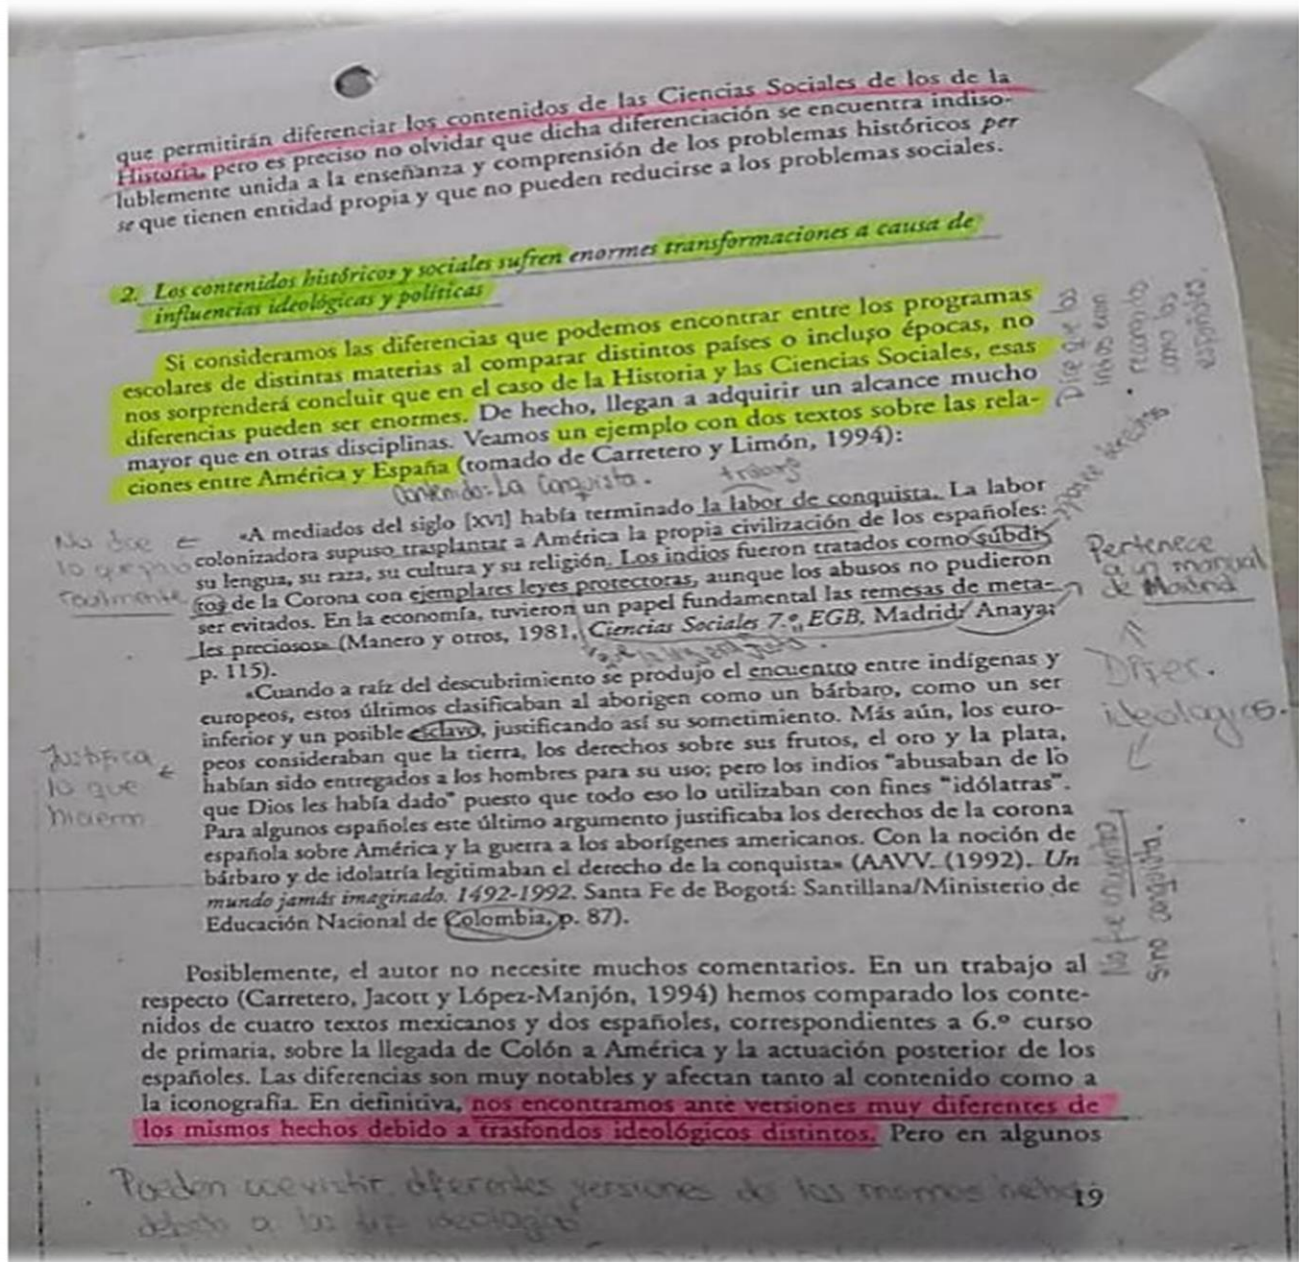 que permitirán diferenciar los contenidos de las Ciencias Sociales de los de la
Historia, pero es preciso no olvidar que dicha diferenciación se encuentra indiso-
lublemente unida a la enseñanza y comprensión de los problemas históricos per
se que tienen entidad propia y que no pueden reducirse a los problemas sociales.
2. Los contenidos históricos y sociales sufren enormes transformaciones a causa de
influencias ideológicas y políticas
Si consideramos las diferencias que podemos encontrar entre los programas
escolares de distintas materias al comparar distintos países o incluso épocas, no
nos sorprenderá concluir que en el caso de la Historia y las Ciencias Sociales, esas
diferencias pueden ser enormes. De hecho, llegan a adquirir un alcance mucho
mayor que en otras disciplinas. Veamos un ejemplo con dos textos sobre las rela-
ciones entre América y España (tomado de Carretero y Limón, 1994):
Contenido: La Conquista.
trabajo
«A mediados del siglo [XVI] había terminado la labor de conquista. La labor
colonizadora supuso trasplantar a América la propia civilización de los españoles:
su lengua, su raza, su cultura y su religión. Los indios fueron tratados como súbdi-
tos de la Corona con ejemplares leyes protectoras, aunque los abusos no pudieron
ser evitados. En la economía, tuvieron un papel fundamental las remesas de meta-
les preciosos» (Manero y otros, 1981, Ciencias Sociales 7.º, EGB, Madrid: Anaya;
p. 115).
«Cuando a raíz del descubrimiento se produjo el encuentro entre indígenas y
europeos, estos últimos clasificaban al aborigen como un bárbaro, como un ser
inferior y un posible esclavo, justificando así su sometimiento. Más aún, los euro-
peos consideraban que la tierra, los derechos sobre sus frutos, el oro y la plata,
habían sido entregados a los hombres para su uso; pero los indios "abusaban de lo
que Dios les había dado" puesto que todo eso lo utilizaban con fines "idólatras".
Para algunos españoles este último argumento justificaba los derechos de la corona
española sobre América y la guerra a los aborígenes americanos. Con la noción de
bárbaro y de idolatría legitimaban el derecho de la conquista» (AAVV. (1992). Un
mundo jamás imaginado. 1492-1992. Santa Fe de Bogotá: Santillana/Ministerio de
Educación Nacional de Colombia, p. 87).
No dice
lo que pasó
realmente
Justifica
lo que
hicieron
Dice que los
indios eran
reconocidos
como los
españoles.
Pertenece
a un manual
de Madrid
Difer.
ideologica.
No fue encuentro
sino conquista.
Posiblemente, el autor no necesite muchos comentarios. En un trabajo al
respecto (Carretero, Jacott y López-Manjón, 1994) hemos comparado los conte-
nidos de cuatro textos mexicanos y dos españoles, correspondientes a 6.º curso
de primaria, sobre la llegada de Colón a América y la actuación posterior de los
españoles. Las diferencias son muy notables y afectan tanto al contenido como a
la iconografía. En definitiva, nos encontramos ante versiones muy diferentes de
los mismos hechos debido a trasfondos ideológicos distintos. Pero en algunos
Pueden coexistir diferentes versiones de los mismos hechos
debido a las dif ideologías
19